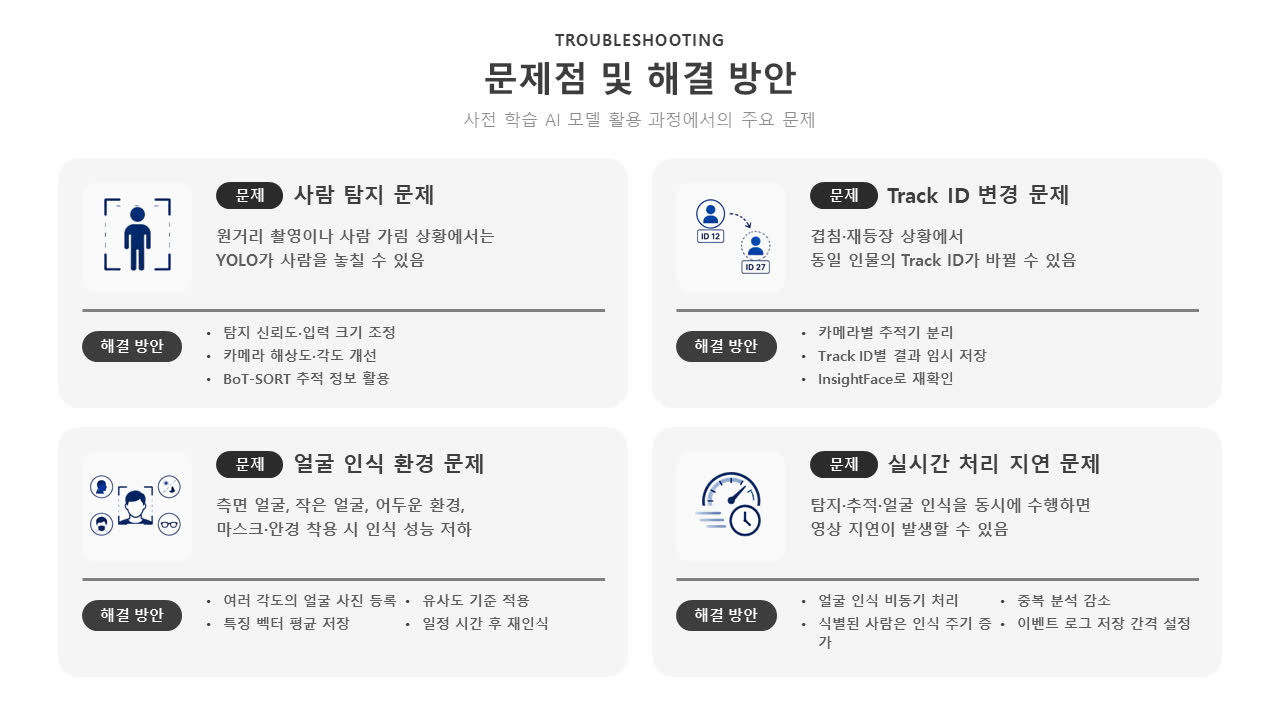 TROUBLESHOOTING
문제점 및 해결 방안
사전 학습 AI 모델 활용 과정에서의 주요 문제
문제 사람 탐지 문제
원거리 촬영이나 사람 가림 상황에서는
YOLO가 사람을 놓칠 수 있음
해결 방안
• 탐지 신뢰도·입력 크기 조정
• 카메라 해상도·각도 개선
• BoT-SORT 추적 정보 활용
ID 12
ID 27
문제 Track ID 변경 문제
겹침·재등장 상황에서
동일 인물의 Track ID가 바뀔 수 있음
해결 방안
• 카메라별 추적기 분리
• Track ID별 결과 임시 저장
• InsightFace로 재확인
문제 얼굴 인식 환경 문제
측면 얼굴, 작은 얼굴, 어두운 환경,
마스크·안경 착용 시 인식 성능 저하
해결 방안
• 여러 각도의 얼굴 사진 등록
• 특징 벡터 평균 저장
• 유사도 기준 적용
• 일정 시간 후 재인식
문제 실시간 처리 지연 문제
탐지·추적·얼굴 인식을 동시에 수행하면
영상 지연이 발생할 수 있음
해결 방안
• 얼굴 인식 비동기 처리
• 식별된 사람은 인식 주기 증
가
• 중복 분석 감소
• 이벤트 로그 저장 간격 설정